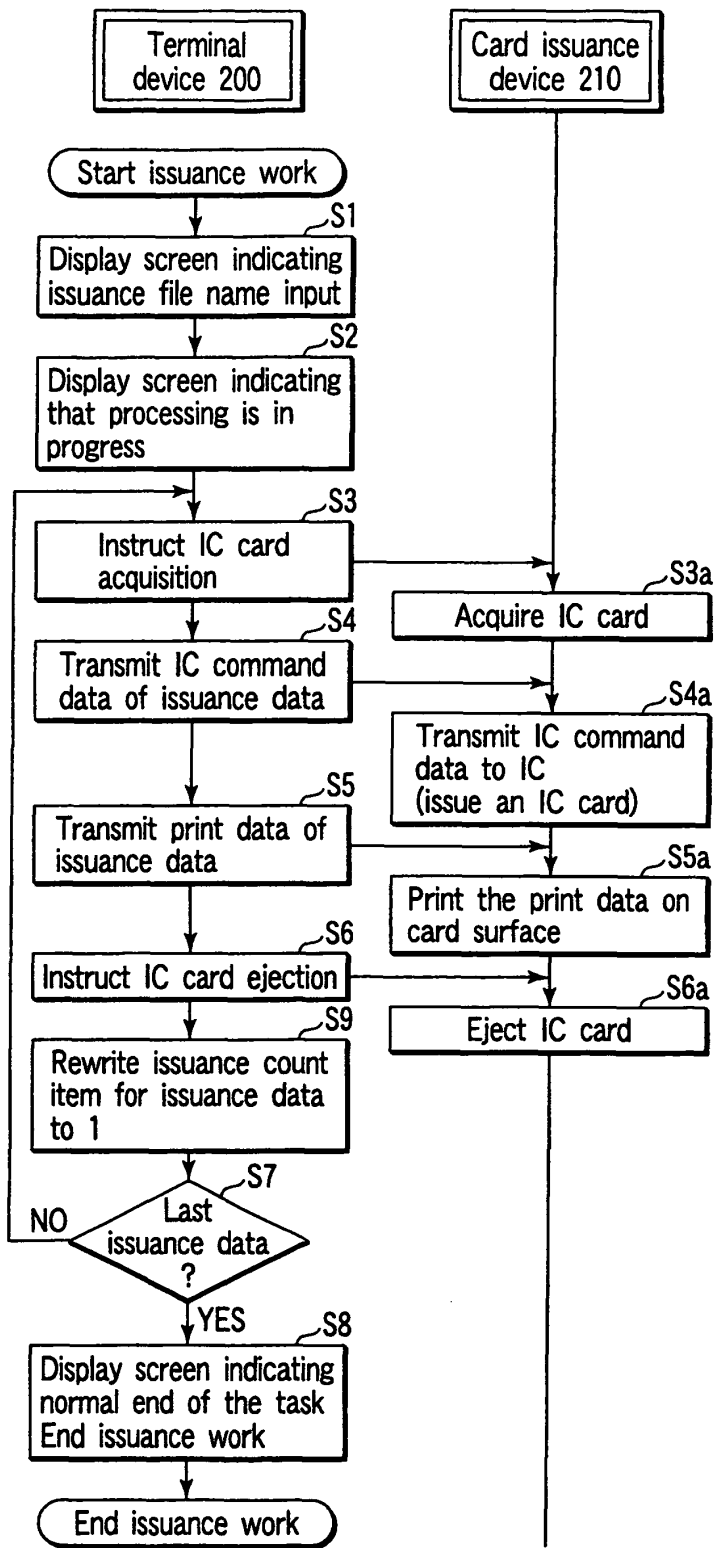 Terminal
device 200
Card issuance
device 210
Start issuance work
S1
Display screen indicating
issuance file name input
S2
Display screen indicating
that processing is in
progress
S3
Instruct IC card
acquisition
S3a
Acquire IC card
S4
Transmit IC command
data of issuance data
S4a
Transmit IC command
data to IC
(issue an IC card)
S5
Transmit print data of
issuance data
S5a
Print the print data on
card surface
S6
Instruct IC card ejection
S6a
Eject IC card
S9
Rewrite issuance count
item for issuance data
to 1
S7
NO
Last
issuance data
?
YES
S8
Display screen indicating
normal end of the task
End issuance work
End issuance work